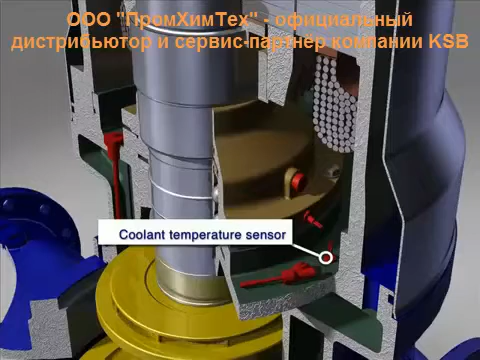 ООО "ПромХимТех" - официальный
дистрибьютор и сервис-партнёр компании KSB
Coolant temperature sensor